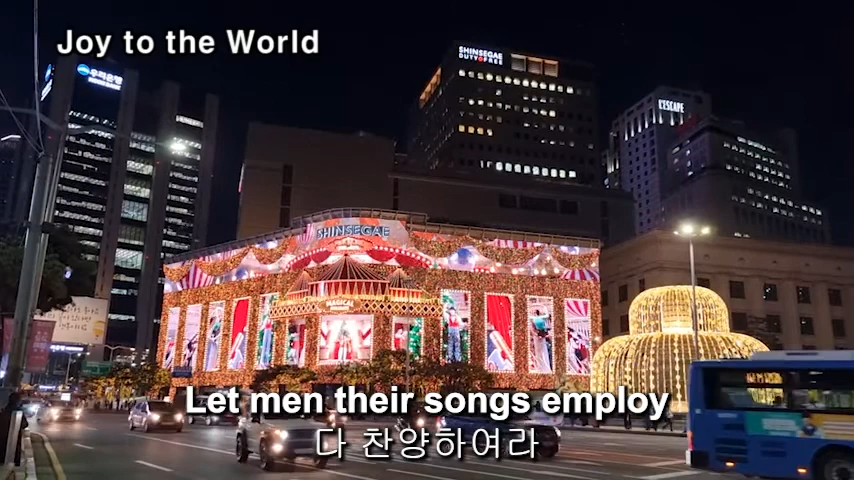 Joy to the World
SHINSEGAE
DUTY FREE
우리은행
L'ESCAPE
SHINSEGAE
MAGICAL
Let men their songs employ
다 찬양하여라